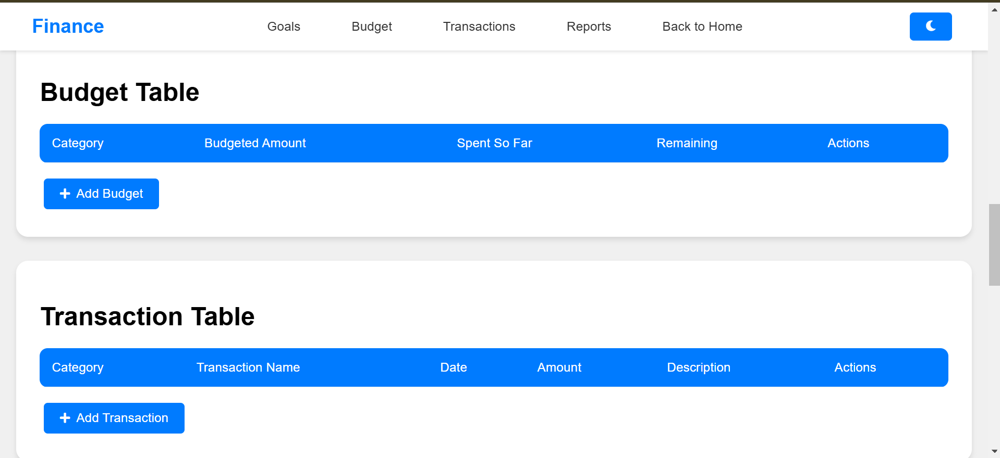 Finance Goals Budget Transactions Reports Back to Home
Budget Table
Category Budgeted Amount Spent So Far Remaining Actions
Add Budget
Transaction Table
Category Transaction Name Date Amount Description Actions
Add Transaction